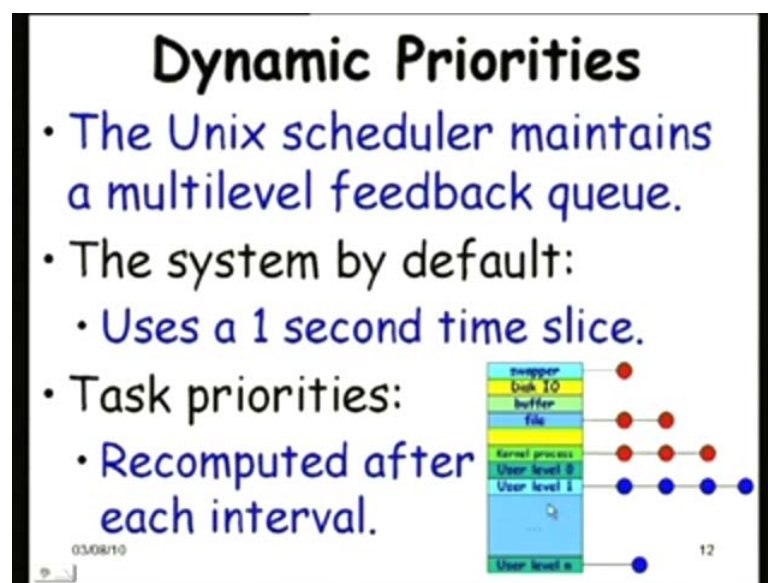 Dynamic Priorities
• The Unix scheduler maintains
a multilevel feedback queue.
• The system by default:
• Uses a 1 second time slice.
• Task priorities:
• Recomputed after
each interval.
swapper
Disk IO
buffer
file
Kernel process
User level 0
User level 1
...
User level n
03/08/10
12